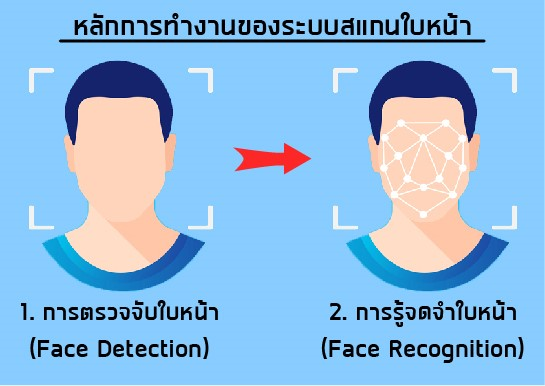 หลักการทำงานของระบบสแกนใบหน้า
1. การตรวจจับใบหน้า
(Face Detection)
2. การรู้จดจำใบหน้า
(Face Recognition)